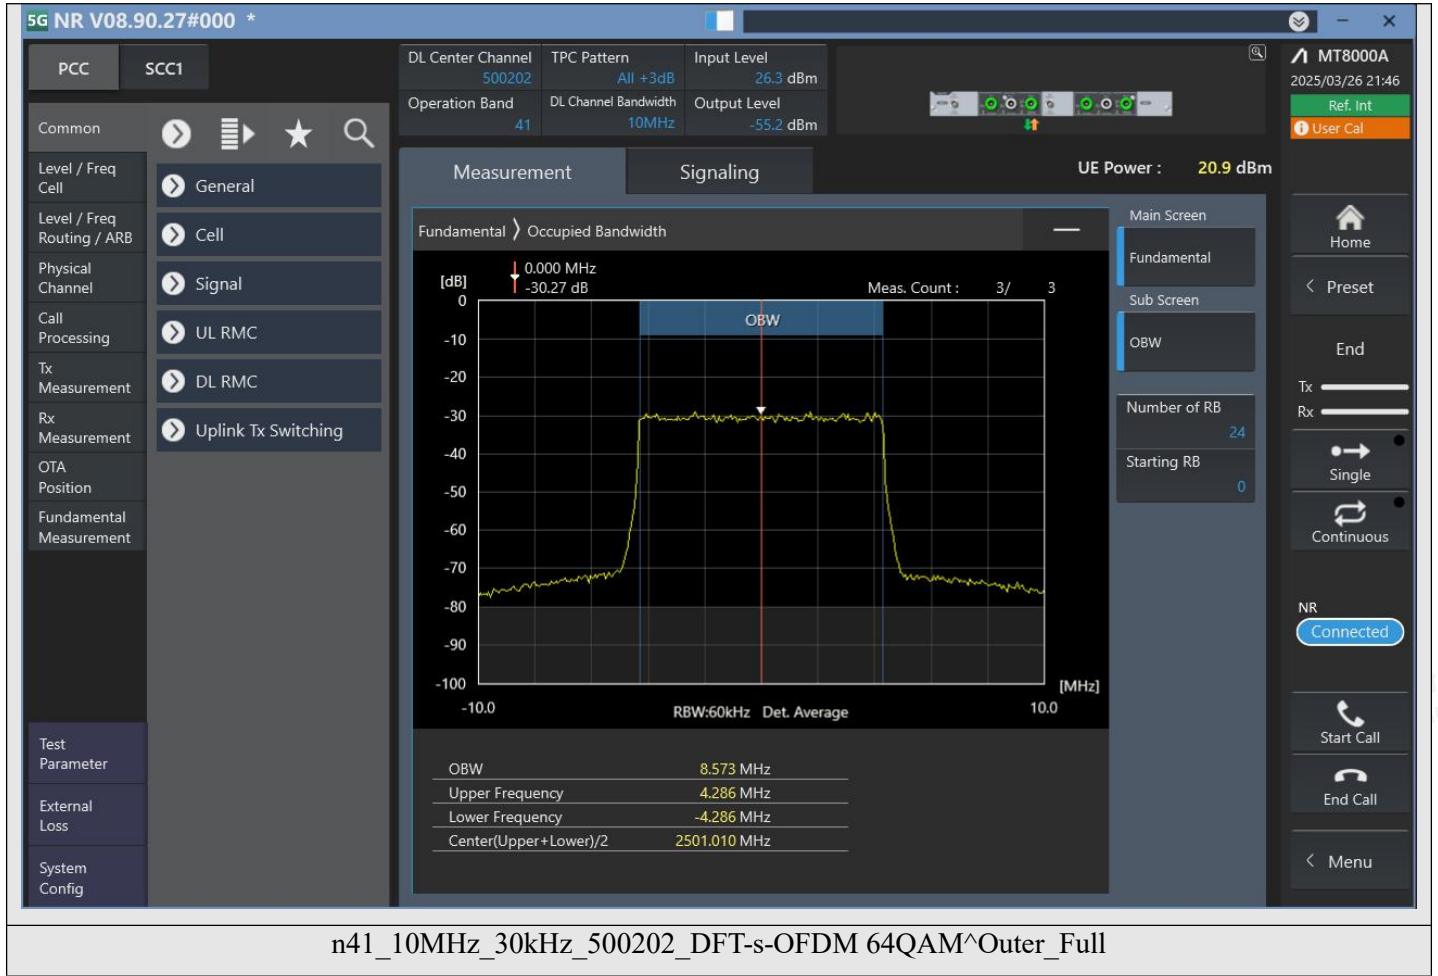 5G NR V08.90.27#000 *
PCC
SCC1
DL Center Channel
500202
TPC Pattern
All +3dB
Input Level
26.3 dBm
Operation Band
41
DL Channel Bandwidth
10MHz
Output Level
-55.2 dBm
MT8000A
2025/03/26 21:46
Ref. Int
User Cal
Common
Level / Freq
Cell
Level / Freq
Routing / ARB
Physical
Channel
Call
Processing
Tx
Measurement
Rx
Measurement
OTA
Position
Fundamental
Measurement
Test
Parameter
External
Loss
System
Config
General
Cell
Signal
UL RMC
DL RMC
Uplink Tx Switching
Measurement
Signaling
UE Power : 20.9 dBm
Fundamental 〉 Occupied Bandwidth
0.000 MHz
[dB]
-30.27 dB
Meas. Count : 3/ 3
OBW
0
-10
-20
-30
-40
-50
-60
-70
-80
-90
-100
[MHz]
-10.0
RBW:60kHz Det. Average
10.0
OBW 8.573 MHz
Upper Frequency 4.286 MHz
Lower Frequency -4.286 MHz
Center(Upper+Lower)/2 2501.010 MHz
Main Screen
Fundamental
Sub Screen
OBW
Number of RB
24
Starting RB
0
Home
< Preset
End
Tx
Rx
Single
Continuous
NR
Connected
Start Call
End Call
< Menu
n41_10MHz_30kHz_500202_DFT-s-OFDM 64QAM^Outer_Full